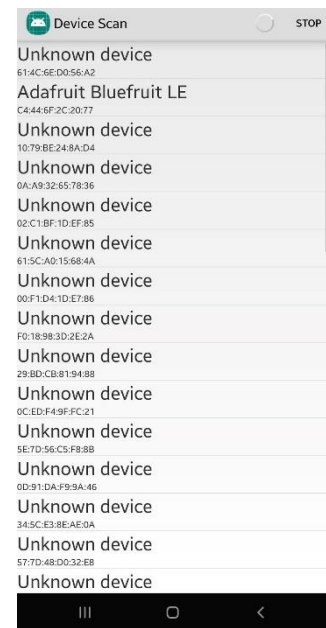 Device Scan
STOP
Unknown device
61:4C:6E:D0:56:A2
Adafruit Bluefruit LE
C4:44:6F:2C:20:77
Unknown device
10:79:BE:24:8A:D4
Unknown device
0A:A9:32:65:78:36
Unknown device
02:C1:BF:1D:EF:85
Unknown device
61:5C:A0:15:68:4A
Unknown device
00:F1:D4:1D:E7:86
Unknown device
F0:18:98:3D:2E:2A
Unknown device
29:BD:CB:81:94:88
Unknown device
0C:ED:F4:9F:FC:21
Unknown device
5E:7D:56:C5:F8:8B
Unknown device
0D:91:DA:F9:9A:46
Unknown device
34:5C:E3:8E:AE:0A
Unknown device
57:7D:48:D0:32:E8
Unknown device